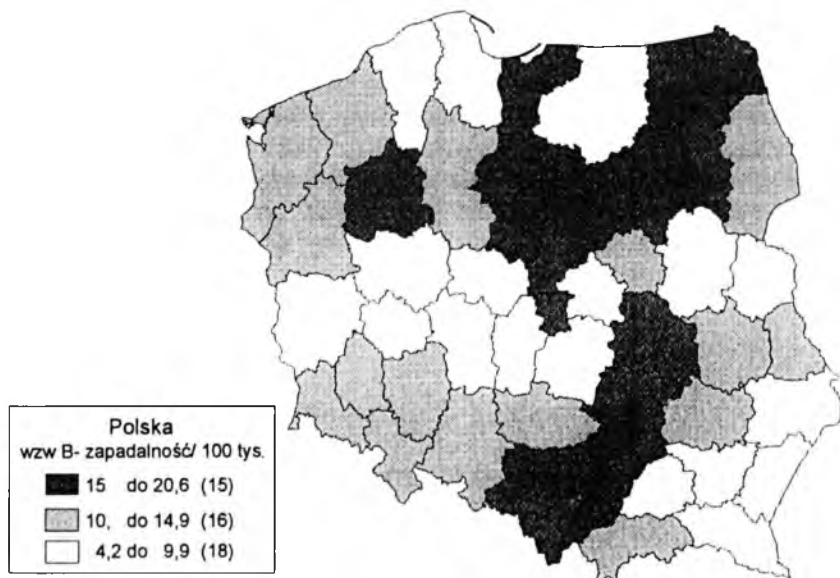 Polska
wzw B- zapadalność/ 100 tys.
15 do 20,6 (15)
10, do 14,9 (16)
4,2 do 9,9 (18)